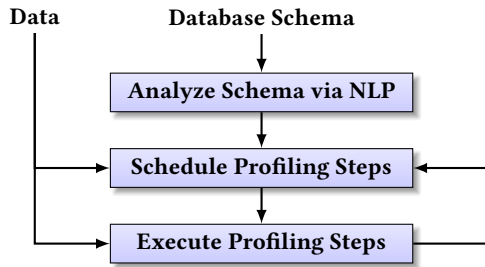 Data
Database Schema
Analyze Schema via NLP
Schedule Profiling Steps
Execute Profiling Steps